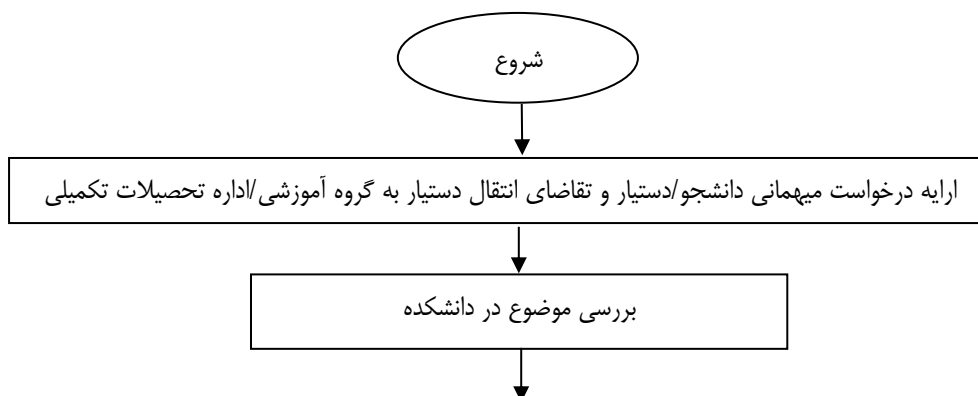 شروع
ارایه درخواست میهمانی دانشجو/دستیار و تقاضای انتقال دستیار به گروه آموزشی/اداره تحصیلات تکمیلی
بررسی موضوع در دانشکده